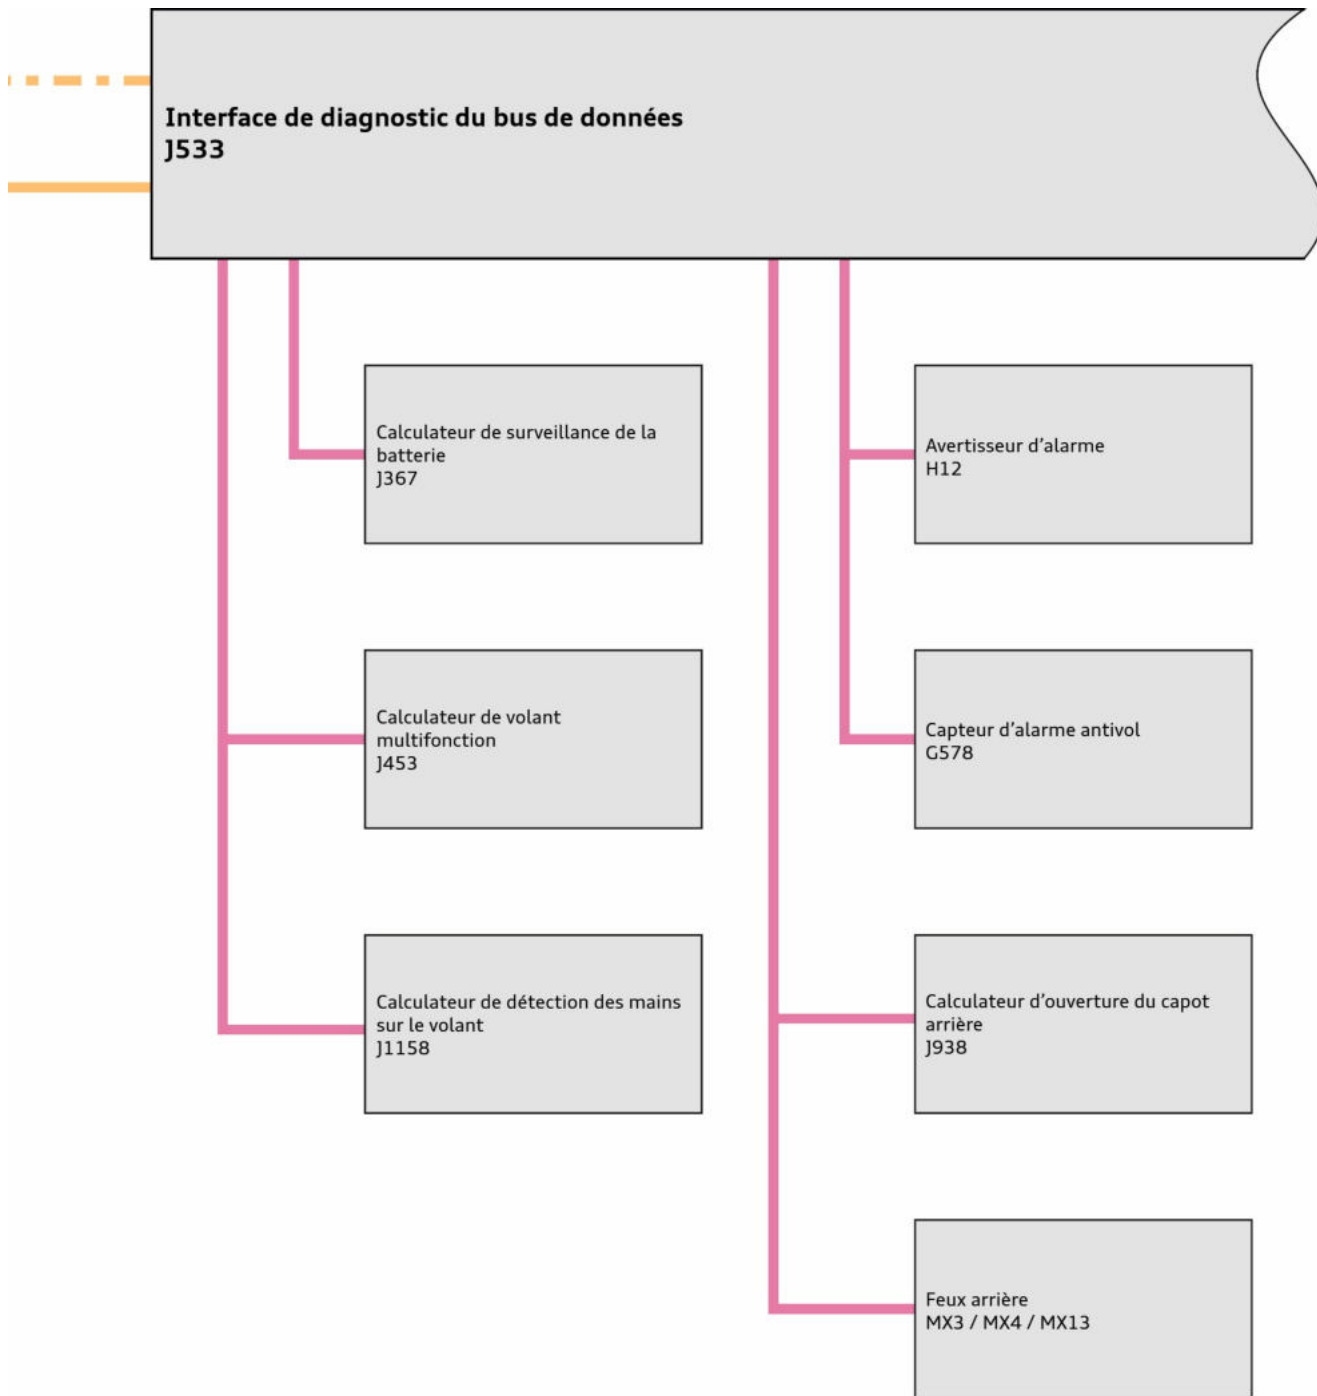 Interface de diagnostic du bus de données
J533
Calculateur de surveillance de la
batterie
J367
Avertisseur d’alarme
H12
Calculateur de volant
multifonction
J453
Capteur d’alarme antivol
G578
Calculateur de détection des mains
sur le volant
J1158
Calculateur d’ouverture du capot
arrière
J938
Feux arrière
MX3 / MX4 / MX13